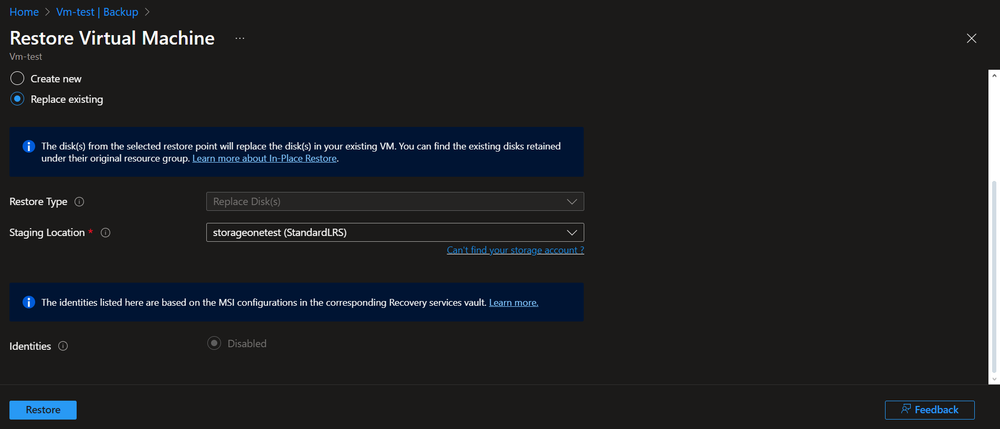 Home > Vm-test | Backup >
Restore Virtual Machine ...
Vm-test
Create new
Replace existing
The disk(s) from the selected restore point will replace the disk(s) in your existing VM. You can find the existing disks retained
under their original resource group. Learn more about In-Place Restore.
Restore Type
Replace Disk(s)
Staging Location *
storageonetest (StandardLRS)
Can't find your storage account ?
The identities listed here are based on the MSI configurations in the corresponding Recovery services vault. Learn more.
Identities
Disabled
Restore
Feedback